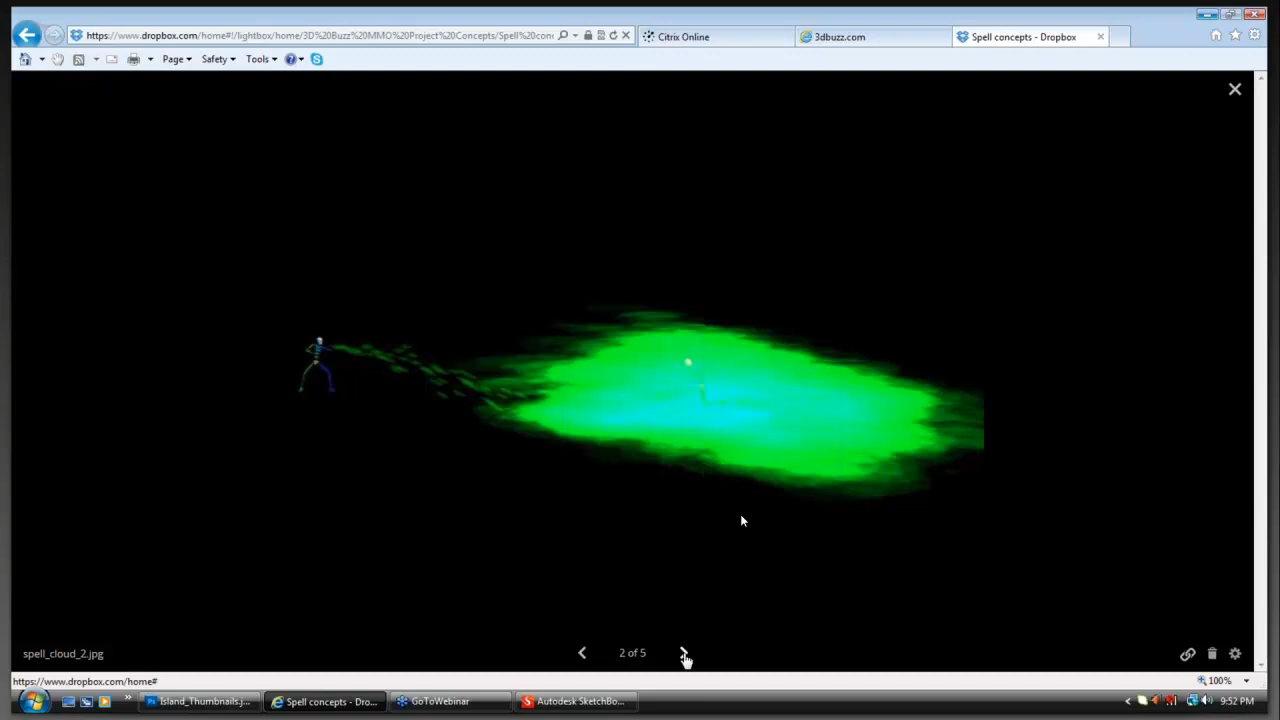 https://www.dropbox.com/home#!/lightbox/home/3D%20Buzz%20MMO%20Project%20Concepts/Spell%20con
Citrix Online
3dbuzz.com
Spell concepts - Dropbox
Page
Safety
Tools
spell_cloud_2.jpg
2 of 5
https://www.dropbox.com/home#
100%
Island_Thumbnails.j...
Spell concepts - Dro...
GoToWebinar
Autodesk SketchBo...
9:52 PM